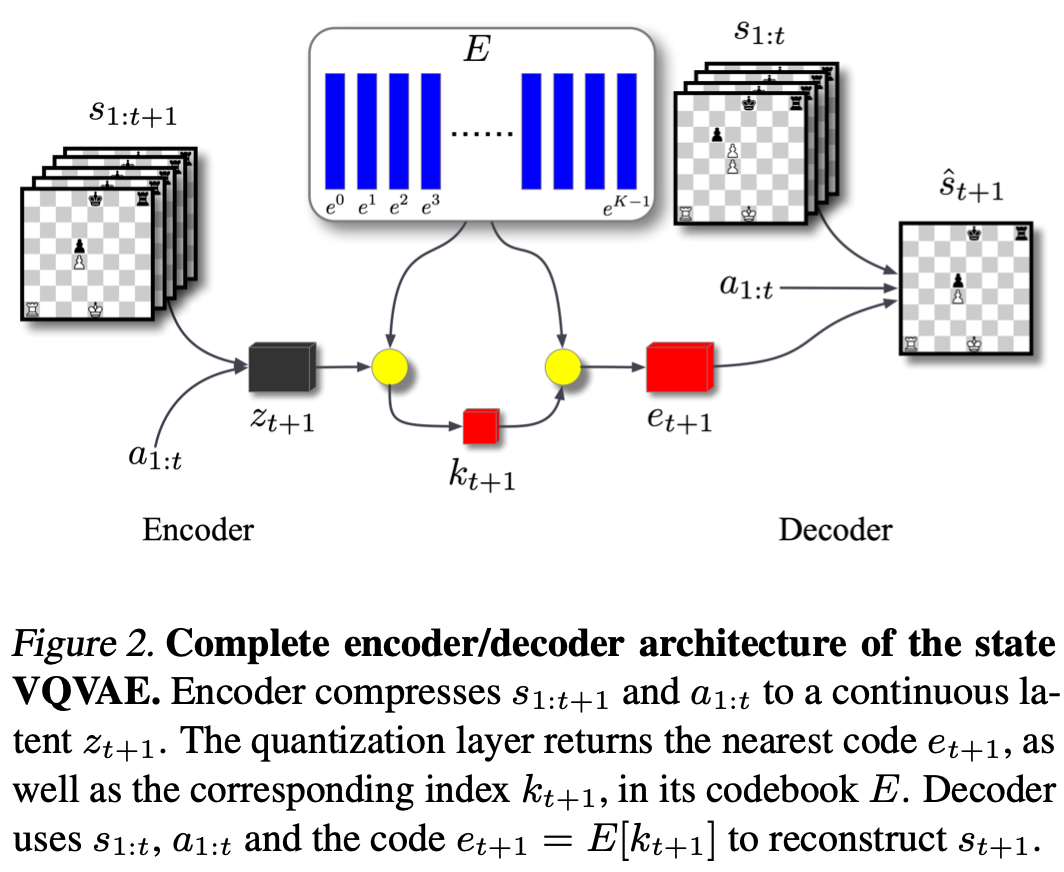 E
s_{1:t}
s_{1:t+1}
......
e^0 e^1 e^2 e^3 e^{K-1}
\hat{s}_{t+1}
a_{1:t}
z_{t+1}
e_{t+1}
a_{1:t}
k_{t+1}
Encoder
Decoder
Figure 2. Complete encoder/decoder architecture of the state
VQVAE. Encoder compresses s_{1:t+1} and a_{1:t} to a continuous la-
tent z_{t+1}. The quantization layer returns the nearest code e_{t+1}, as
well as the corresponding index k_{t+1}, in its codebook E. Decoder
uses s_{1:t}, a_{1:t} and the code e_{t+1} = E[k_{t+1}] to reconstruct s_{t+1}.